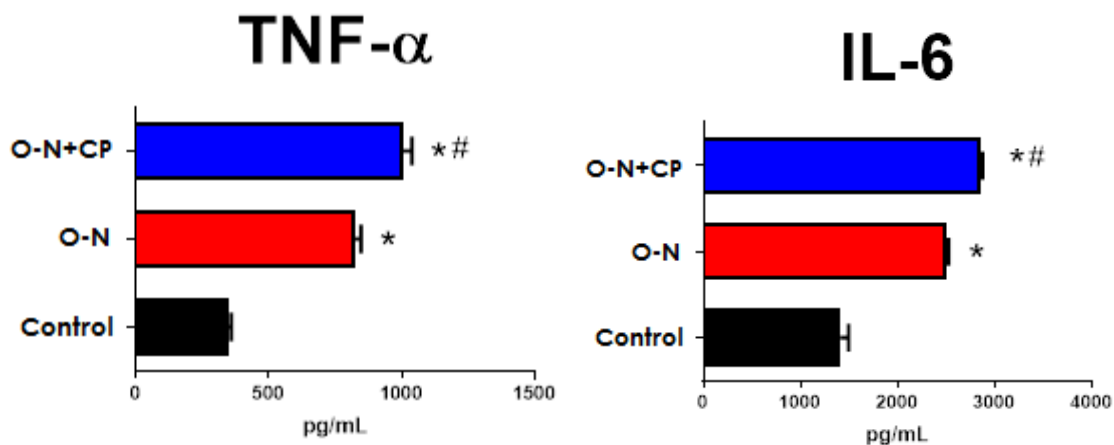 TNF-α
O-N+CP
*#
O-N
*
Control
0 500 1000 1500
pg/mL
IL-6
O-N+CP
*#
O-N
*
Control
0 1000 2000 3000 4000
pg/mL